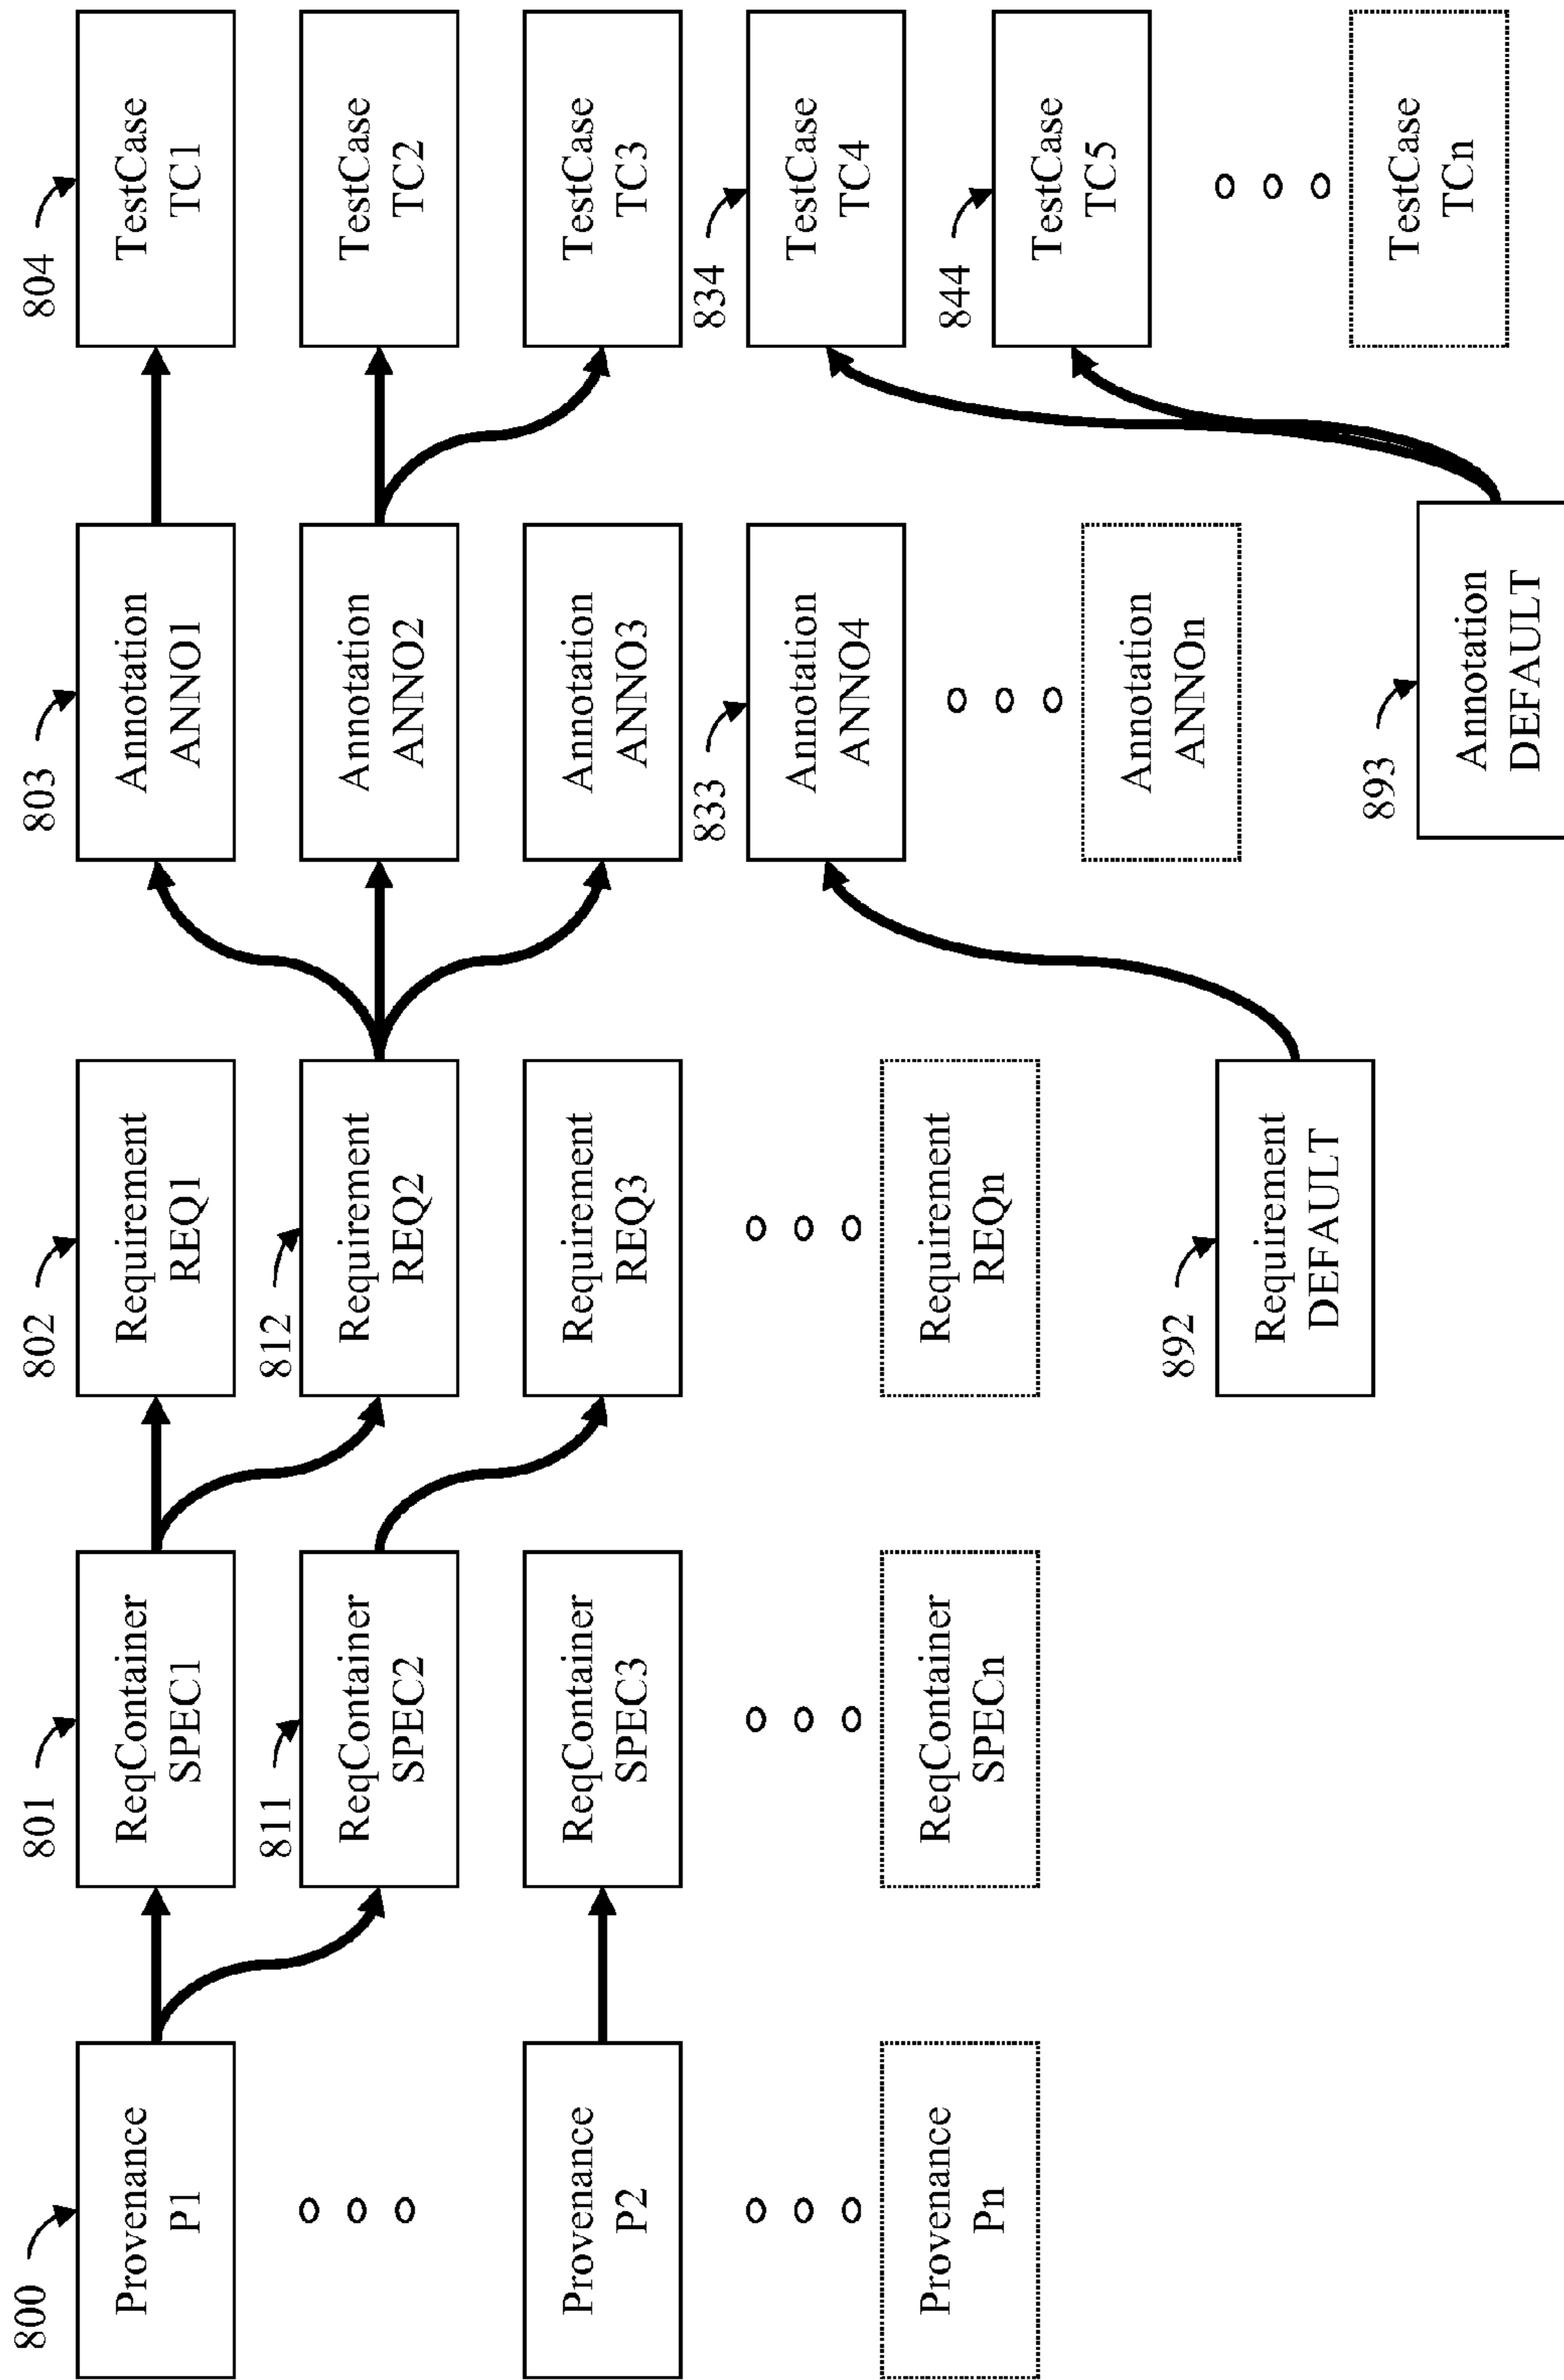 800
Provenance
P1
Provenance
P2
Provenance
Pn
801
ReqContainer
SPEC1
811
ReqContainer
SPEC2
ReqContainer
SPEC3
ReqContainer
SPECn
802
Requirement
REQ1
812
Requirement
REQ2
Requirement
REQ3
Requirement
REQn
892
Requirement
DEFAULT
803
Annotation
ANNO1
Annotation
ANNO2
Annotation
ANNO3
833
Annotation
ANNO4
Annotation
ANNOn
893
Annotation
DEFAULT
804
TestCase
TC1
TestCase
TC2
TestCase
TC3
834
TestCase
TC4
844
TestCase
TC5
TestCase
TCn